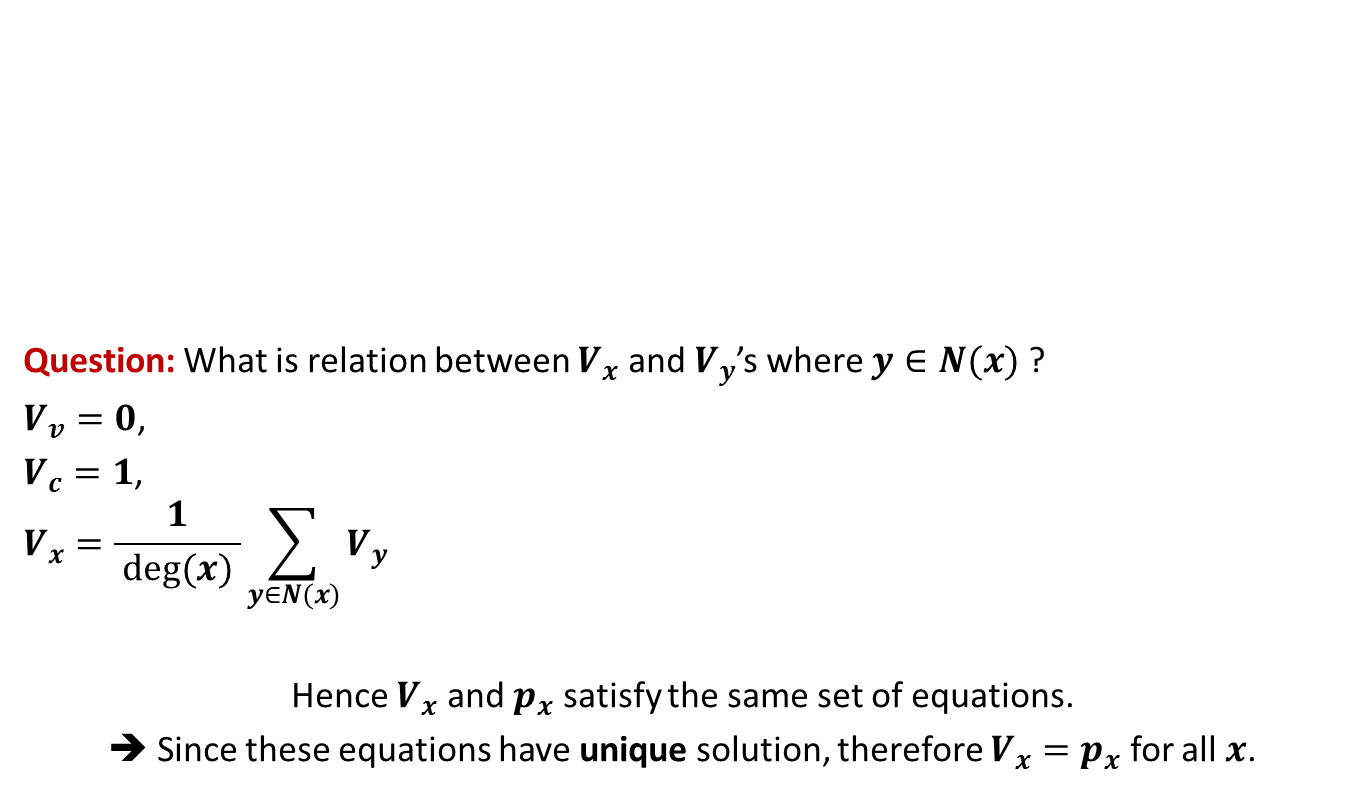 Question: What is relation between V_x and V_y's where y ∈ N(x) ?
V_v = 0,
V_c = 1,
V_x = 1/deg(x) ∑_{y∈N(x)} V_y
Hence V_x and p_x satisfy the same set of equations.
➔ Since these equations have unique solution, therefore V_x = p_x for all x.